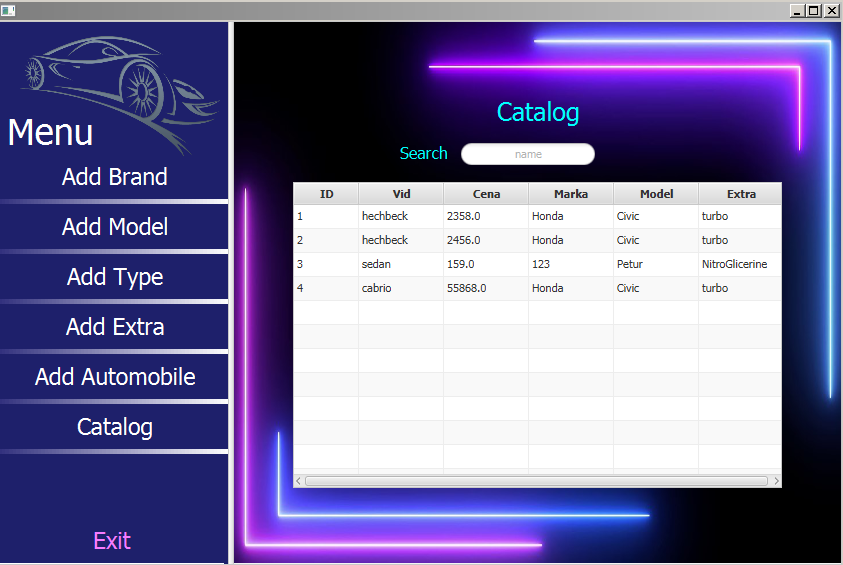 Menu
Add Brand
Add Model
Add Type
Add Extra
Add Automobile
Catalog
Exit
Catalog
Search name
ID Vid Cena Marka Model Extra
1 hechbeck 2358.0 Honda Civic turbo
2 hechbeck 2456.0 Honda Civic turbo
3 sedan 159.0 123 Petur NitroGlicerine
4 cabrio 55868.0 Honda Civic turbo